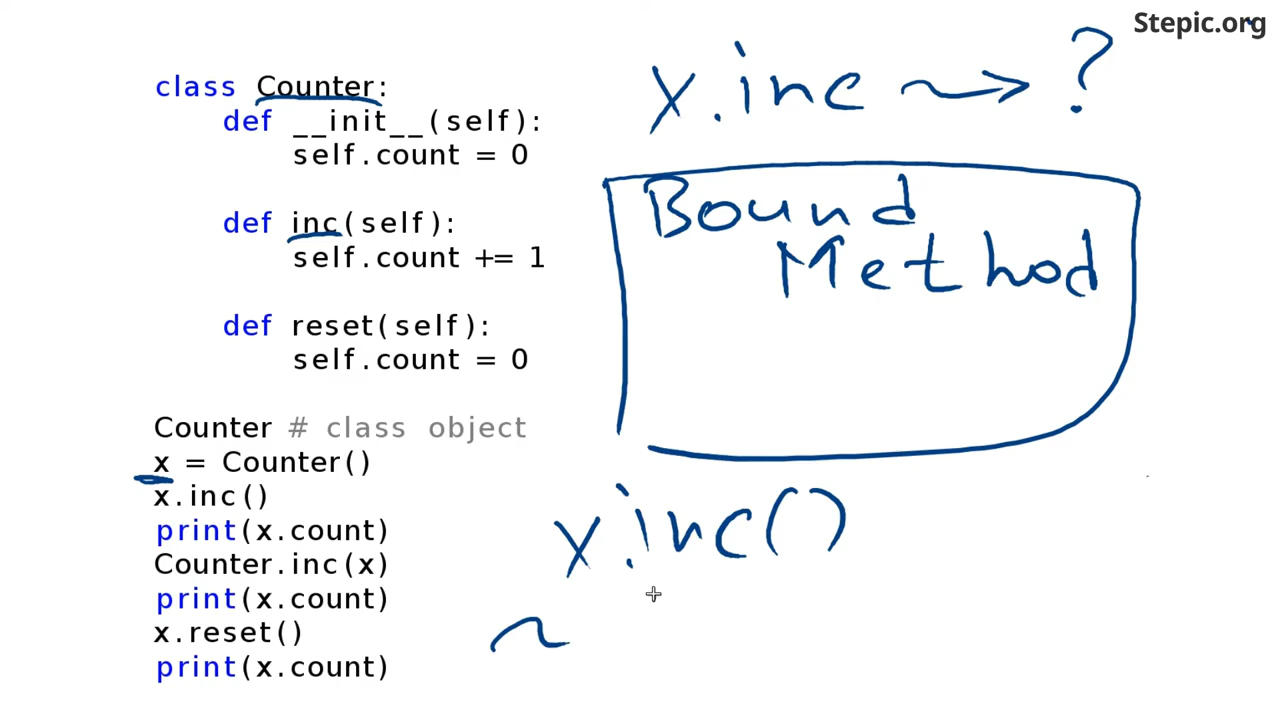 Stepic.org
class Counter:
def __init__(self):
self.count = 0
def inc(self):
self.count += 1
def reset(self):
self.count = 0
Counter # class object
x = Counter()
x.inc()
print(x.count)
Counter.inc(x)
print(x.count)
x.reset()
print(x.count)
x.inc ~> ?
Bound
Method
x.inc()
~